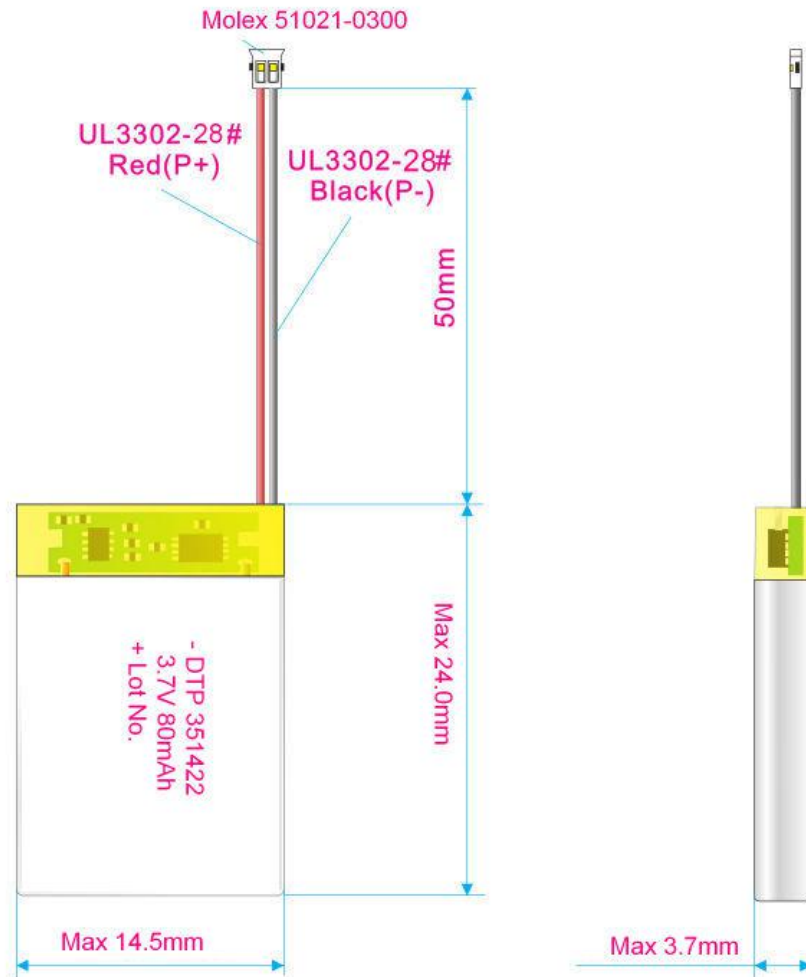 Molex 51021-0300
UL3302-28#
Red(P+)
UL3302-28#
Black(P-)
50mm
Max 24.0mm
- DTP 351422
3.7V 80mAh
+ Lot No.
Max 14.5mm
Max 3.7mm